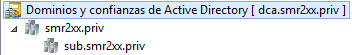 Dominios y confianzas de Active Directory [ dca.smr2xx.priv ]
smr2xx.priv
sub.smr2xx.priv